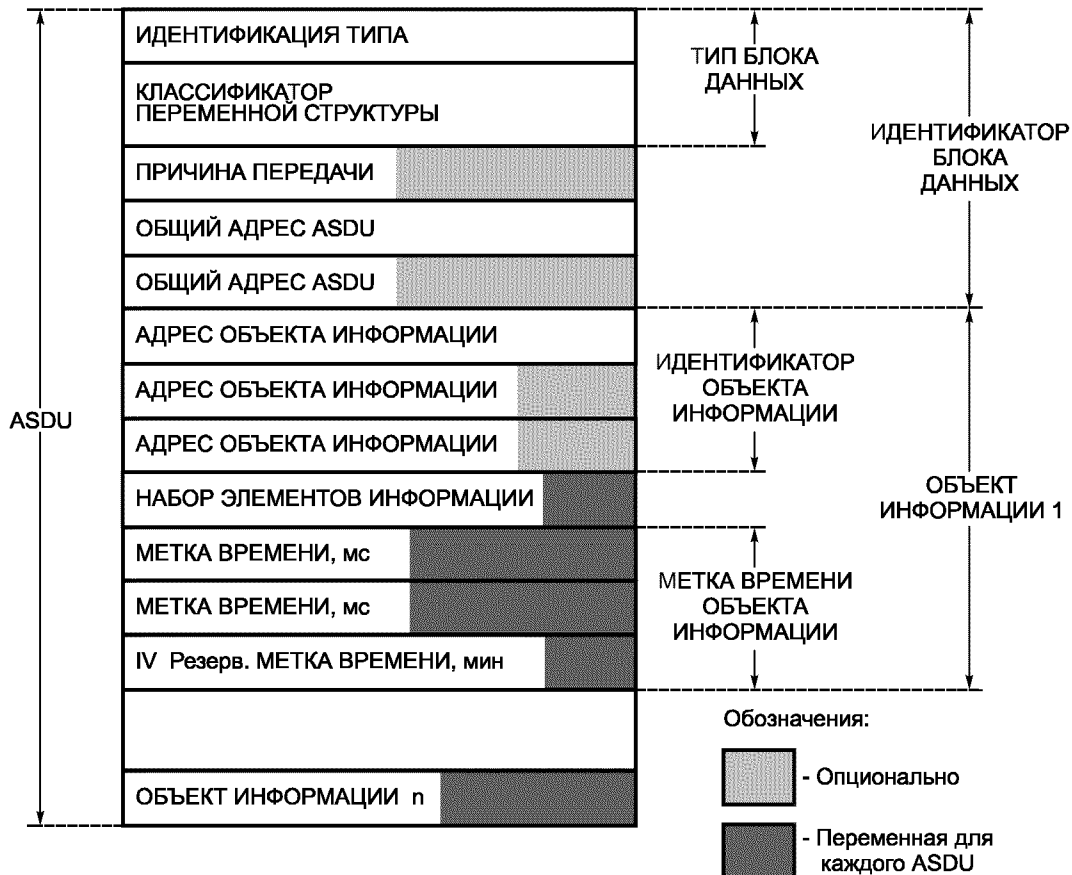 ИДЕНТИФИКАЦИЯ ТИПА
КЛАССИФИКАТОР
ПЕРЕМЕННОЙ СТРУКТУРЫ
ТИП БЛОКА
ДАННЫХ
ИДЕНТИФИКАТОР
БЛОКА
ДАННЫХ
ПРИЧИНА ПЕРЕДАЧИ
ОБЩИЙ АДРЕС ASDU
ОБЩИЙ АДРЕС ASDU
АДРЕС ОБЪЕКТА ИНФОРМАЦИИ
АДРЕС ОБЪЕКТА ИНФОРМАЦИИ
АДРЕС ОБЪЕКТА ИНФОРМАЦИИ
ИДЕНТИФИКАТОР
ОБЪЕКТА
ИНФОРМАЦИИ
ASDU
НАБОР ЭЛЕМЕНТОВ ИНФОРМАЦИИ
ОБЪЕКТ
ИНФОРМАЦИИ 1
МЕТКА ВРЕМЕНИ, мс
МЕТКА ВРЕМЕНИ, мс
IV Резерв. МЕТКА ВРЕМЕНИ, мин
МЕТКА ВРЕМЕНИ
ОБЪЕКТА
ИНФОРМАЦИИ
ОБЪЕКТ ИНФОРМАЦИИ n
Обозначения:
- Опционально
- Переменная для
каждого ASDU